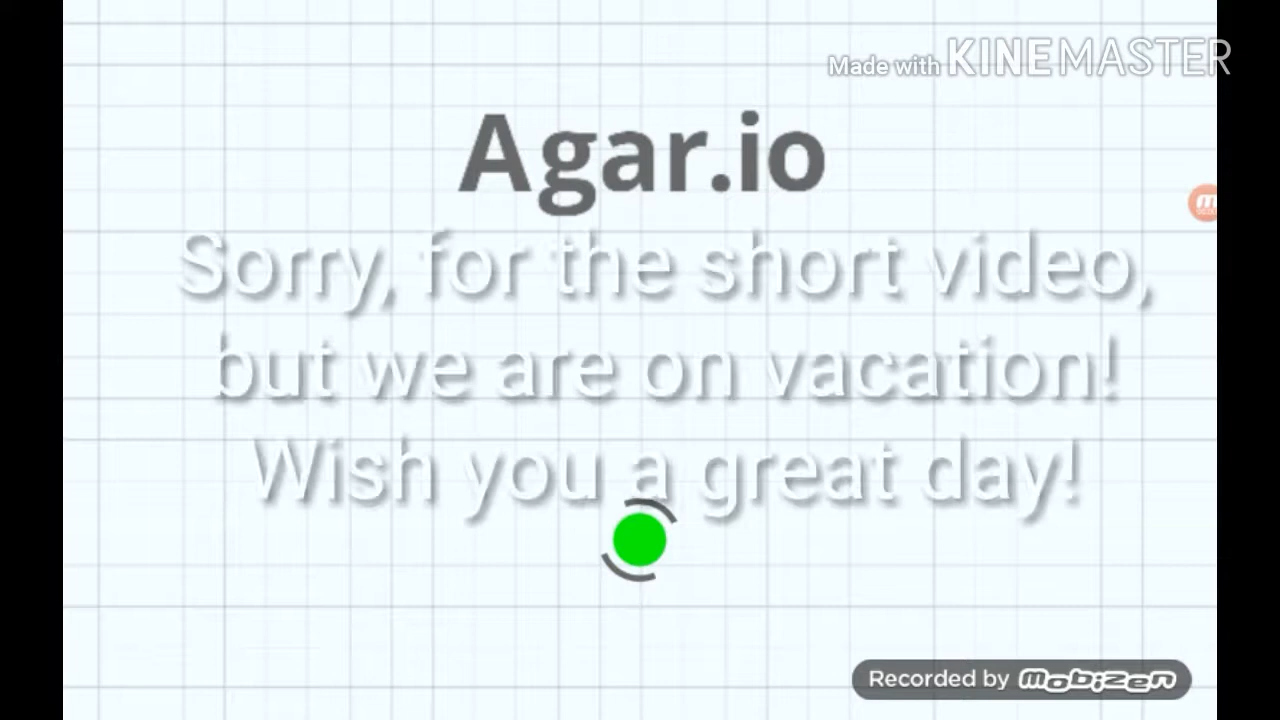 Made with KINEMASTER
Agar.io
Sorry, for the short video,
but we are on vacation!
Wish you a great day!
Recorded by mobizen